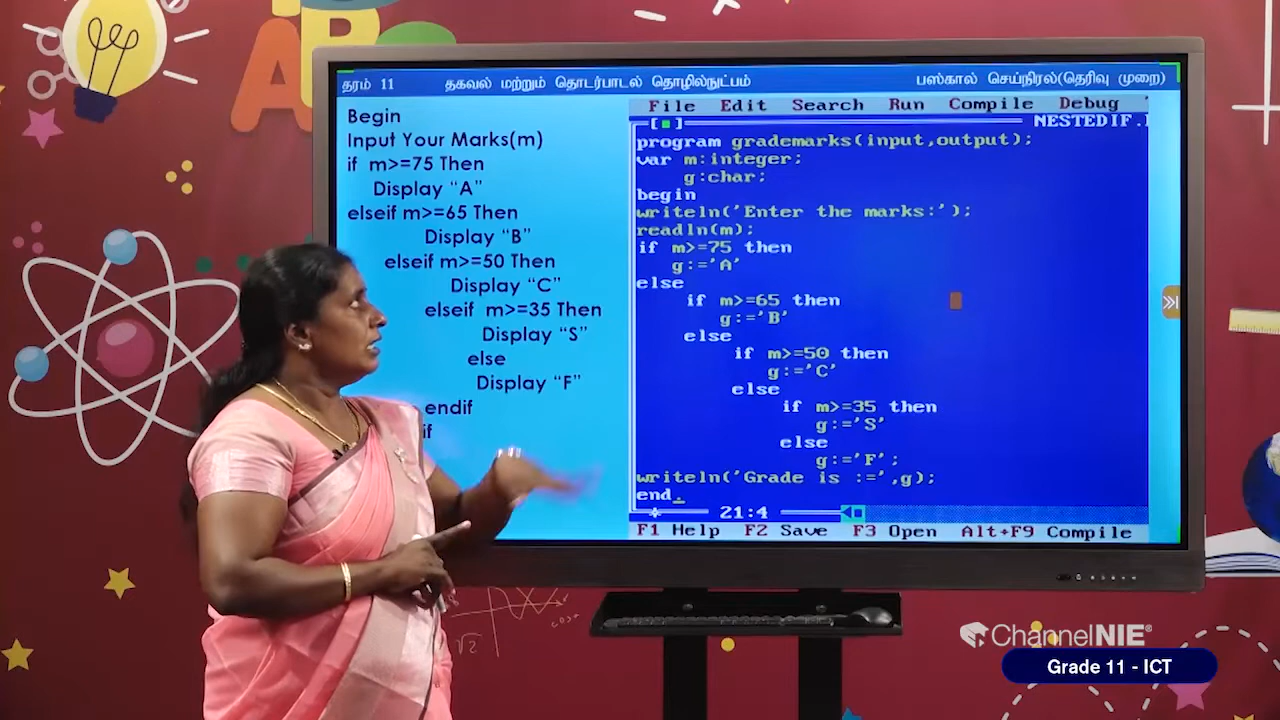 ABC
தரம் 11 தகவல் மற்றும் தொடர்பாடல் தொழில்நுட்பம் பஸ்கால் செய்நிரல்(தெரிவு முறை)
Begin
Input Your Marks(m)
if m>=75 Then
Display “A”
elseif m>=65 Then
Display “B”
elseif m>=50 Then
Display “C”
elseif m>=35 Then
Display “S”
else
Display “F”
endif
if
File Edit Search Run Compile Debug
NESTEDIF.
program grademarks(input,output);
var m:integer;
g:char;
begin
writeln('Enter the marks:');
readln(m);
if m>=75 then
g:='A'
else
if m>=65 then
g:='B'
else
if m>=50 then
g:='C'
else
if m>=35 then
g:='S'
else
g:='F';
writeln('Grade is :=',g);
end.
21:4
F1 Help F2 Save F3 Open Alt+F9 Compile
√2
ChannelNIE®
Grade 11 - ICT